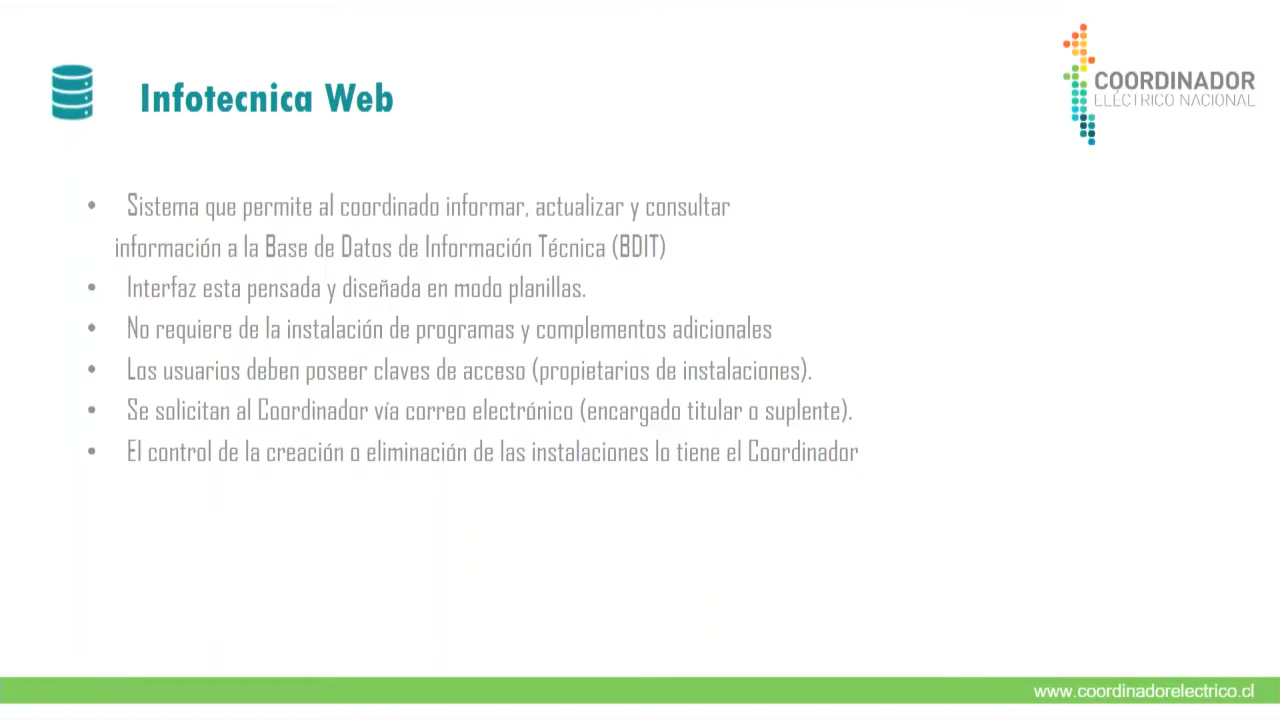 Infotecnica Web
COORDINADOR
ELÉCTRICO NACIONAL
• Sistema que permite al coordinado informar, actualizar y consultar
información a la Base de Datos de Información Técnica (BDIT)
• Interfaz esta pensada y diseñada en modo planillas.
• No requiere de la instalación de programas y complementos adicionales
• Los usuarios deben poseer claves de acceso (propietarios de instalaciones).
• Se solicitan al Coordinador vía correo electrónico (encargado titular o suplente).
• El control de la creación o eliminación de las instalaciones lo tiene el Coordinador
www.coordinadorelectrico.cl